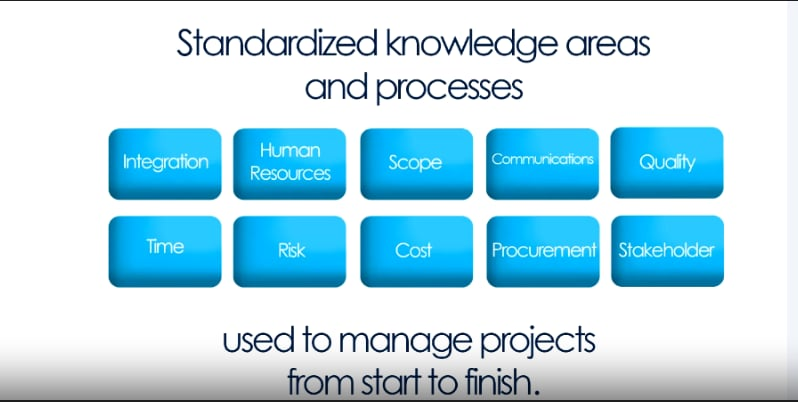 Standardized knowledge areas
and processes
Integration
Human
Resources
Scope
Communications
Quality
Time
Risk
Cost
Procurement
Stakeholder
used to manage projects
from start to finish.